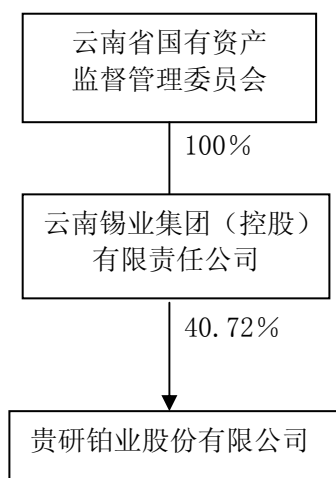 云南省国有资产
监督管理委员会
100%
云南锡业集团（控股）
有限责任公司
40.72%
贵研铂业股份有限公司